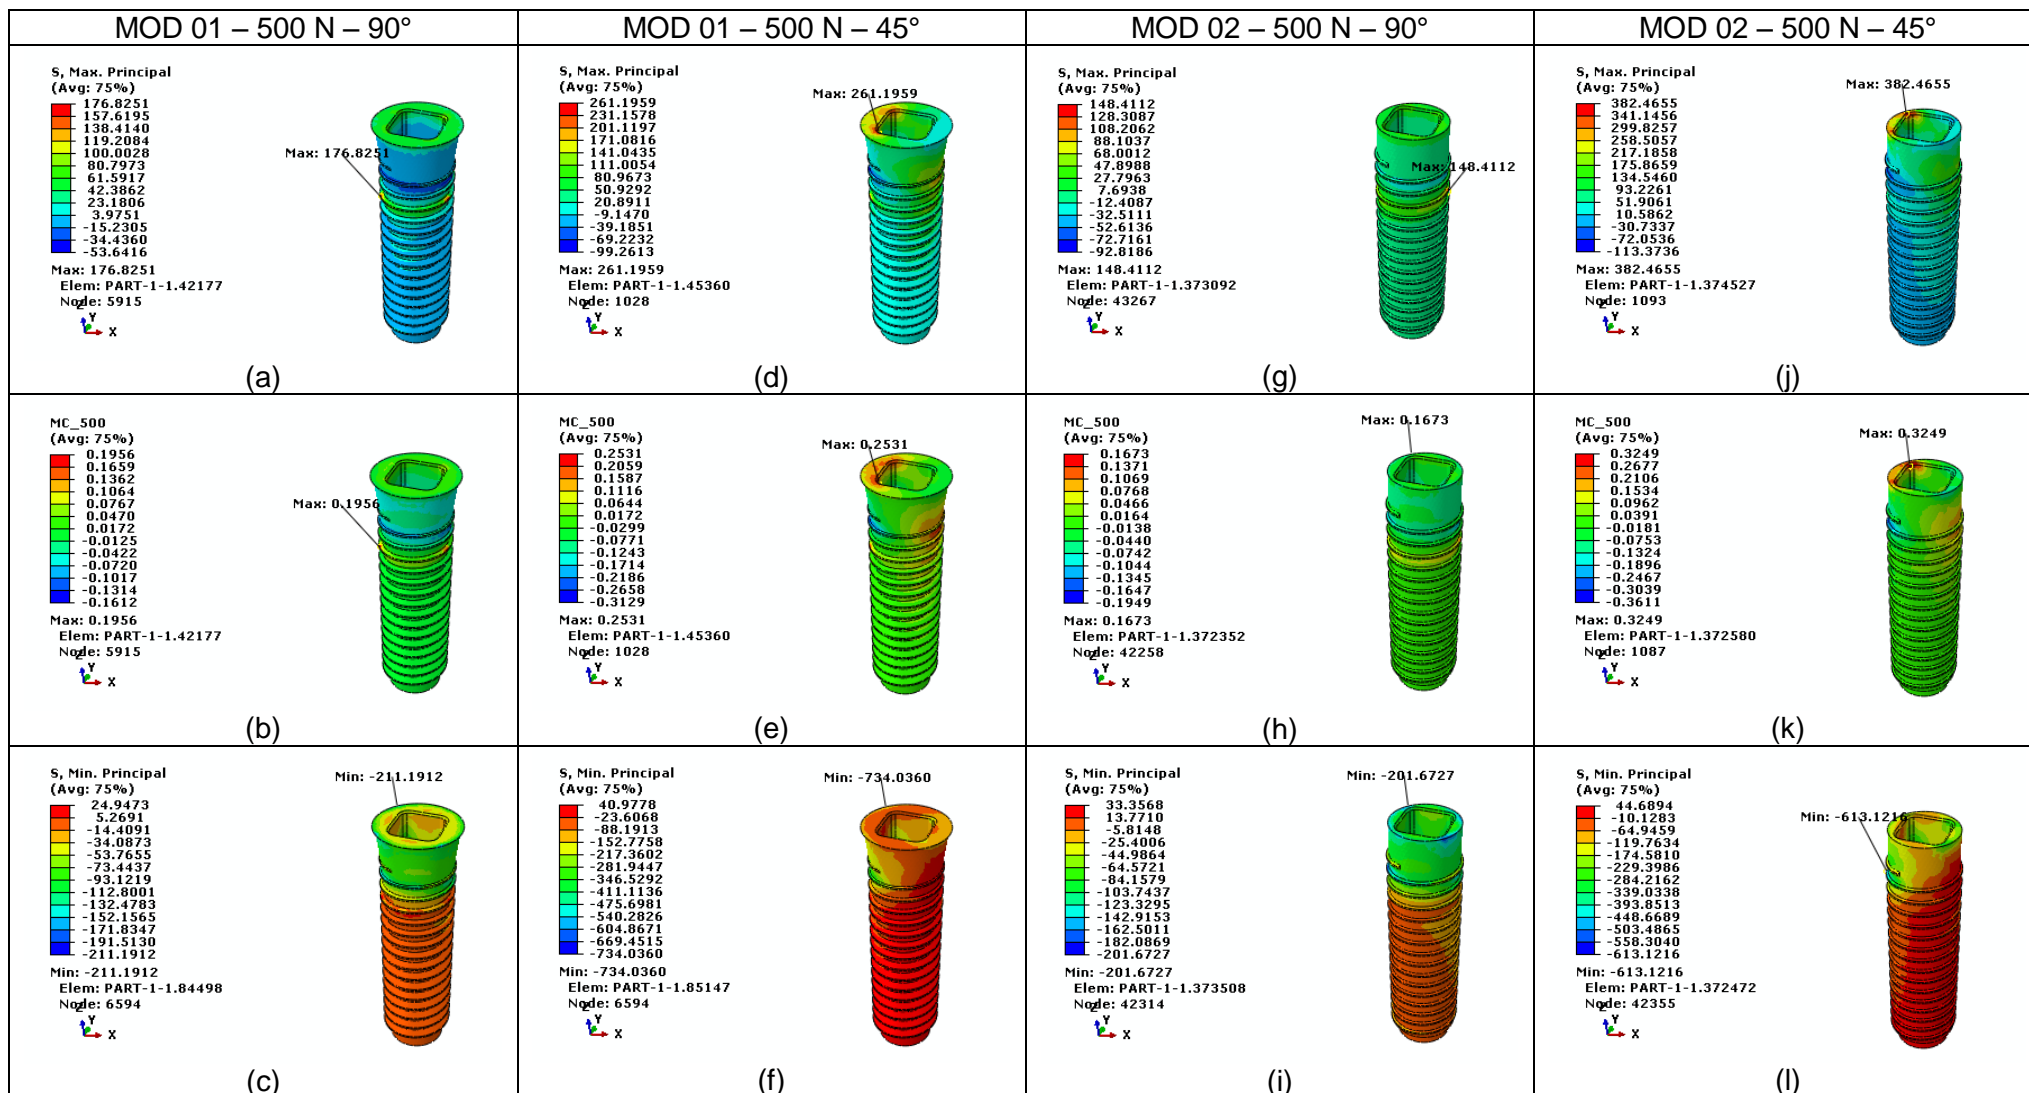 MOD 01 – 500 N – 90°
MOD 01 – 500 N – 45°
MOD 02 – 500 N – 90°
MOD 02 – 500 N – 45°
S, Max. Principal
(Avg: 75%)
176.8251
157.6195
138.4140
119.2084
100.0028
80.7973
61.5917
42.3862
23.1806
3.9751
-15.2305
-34.4360
-53.6416
Max: 176.8251
Elem: PART-1-1.42177
Node: 5915
Z
Y
X
Max: 176.8251
(a)
S, Max. Principal
(Avg: 75%)
261.1959
231.1578
201.1197
171.0816
141.0435
111.0054
80.9673
50.9292
20.8911
-9.1470
-39.1851
-69.2232
-99.2613
Max: 261.1959
Elem: PART-1-1.45360
Node: 1028
Z
Y
X
Max: 261.1959
(d)
S, Max. Principal
(Avg: 75%)
148.4112
128.3087
108.2062
88.1037
68.0012
47.8988
27.7963
7.6938
-12.4087
-32.5111
-52.6136
-72.7161
-92.8186
Max: 148.4112
Elem: PART-1-1.373092
Node: 43267
Z
Y
X
Max: 148.4112
(g)
S, Max. Principal
(Avg: 75%)
382.4655
341.1456
299.8257
258.5057
217.1858
175.8659
134.5460
93.2261
51.9061
10.5862
-30.7337
-72.0536
-113.3736
Max: 382.4655
Elem: PART-1-1.374527
Node: 1093
Z
Y
X
Max: 382.4655
(j)
MC_500
(Avg: 75%)
0.1956
0.1659
0.1362
0.1064
0.0767
0.0470
0.0172
-0.0125
-0.0422
-0.0720
-0.1017
-0.1314
-0.1612
Max: 0.1956
Elem: PART-1-1.42177
Node: 5915
Z
Y
X
Max: 0.1956
(b)
MC_500
(Avg: 75%)
0.2531
0.2059
0.1587
0.1116
0.0644
0.0172
-0.0299
-0.0771
-0.1243
-0.1714
-0.2186
-0.2658
-0.3129
Max: 0.2531
Elem: PART-1-1.45360
Node: 1028
Z
Y
X
Max: 0.2531
(e)
MC_500
(Avg: 75%)
0.1673
0.1371
0.1069
0.0768
0.0466
0.0164
-0.0138
-0.0440
-0.0742
-0.1044
-0.1345
-0.1647
-0.1949
Max: 0.1673
Elem: PART-1-1.372352
Node: 42258
Z
Y
X
Max: 0.1673
(h)
MC_500
(Avg: 75%)
0.3249
0.2677
0.2106
0.1534
0.0962
0.0391
-0.0181
-0.0753
-0.1324
-0.1896
-0.2467
-0.3039
-0.3611
Max: 0.3249
Elem: PART-1-1.372580
Node: 1087
Z
Y
X
Max: 0.3249
(k)
S, Min. Principal
(Avg: 75%)
24.9473
5.2691
-14.4091
-34.0873
-53.7655
-73.4437
-93.1219
-112.8001
-132.4783
-152.1565
-171.8347
-191.5130
-211.1912
Min: -211.1912
Elem: PART-1-1.84498
Node: 6594
Z
Y
X
Min: -211.1912
(c)
S, Min. Principal
(Avg: 75%)
40.9778
-23.6068
-88.1913
-152.7758
-217.3602
-281.9447
-346.5292
-411.1136
-475.6981
-540.2826
-604.8671
-669.4515
-734.0360
Min: -734.0360
Elem: PART-1-1.85147
Node: 6594
Z
Y
X
Min: -734.0360
(f)
S, Min. Principal
(Avg: 75%)
33.3568
13.7710
-5.8148
-25.4006
-44.9864
-64.5721
-84.1579
-103.7437
-123.3295
-142.9153
-162.5011
-182.0869
-201.6727
Min: -201.6727
Elem: PART-1-1.373508
Node: 42314
Z
Y
X
Min: -201.6727
(i)
S, Min. Principal
(Avg: 75%)
44.6894
-10.1283
-64.9459
-119.7634
-174.5810
-229.3986
-284.2162
-339.0338
-393.8513
-448.6689
-503.4865
-558.3040
-613.1216
Min: -613.1216
Elem: PART-1-1.372472
Node: 42355
Z
Y
X
Min: -613.1216
(l)